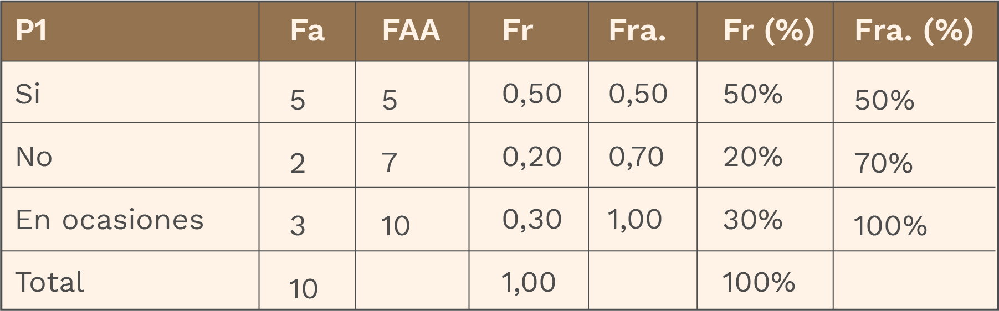 P1 Fa FAA Fr Fra. Fr (%) Fra. (%)
Si 5 5 0,50 0,50 50% 50%
No 2 7 0,20 0,70 20% 70%
En ocasiones 3 10 0,30 1,00 30% 100%
Total 10 1,00 100%